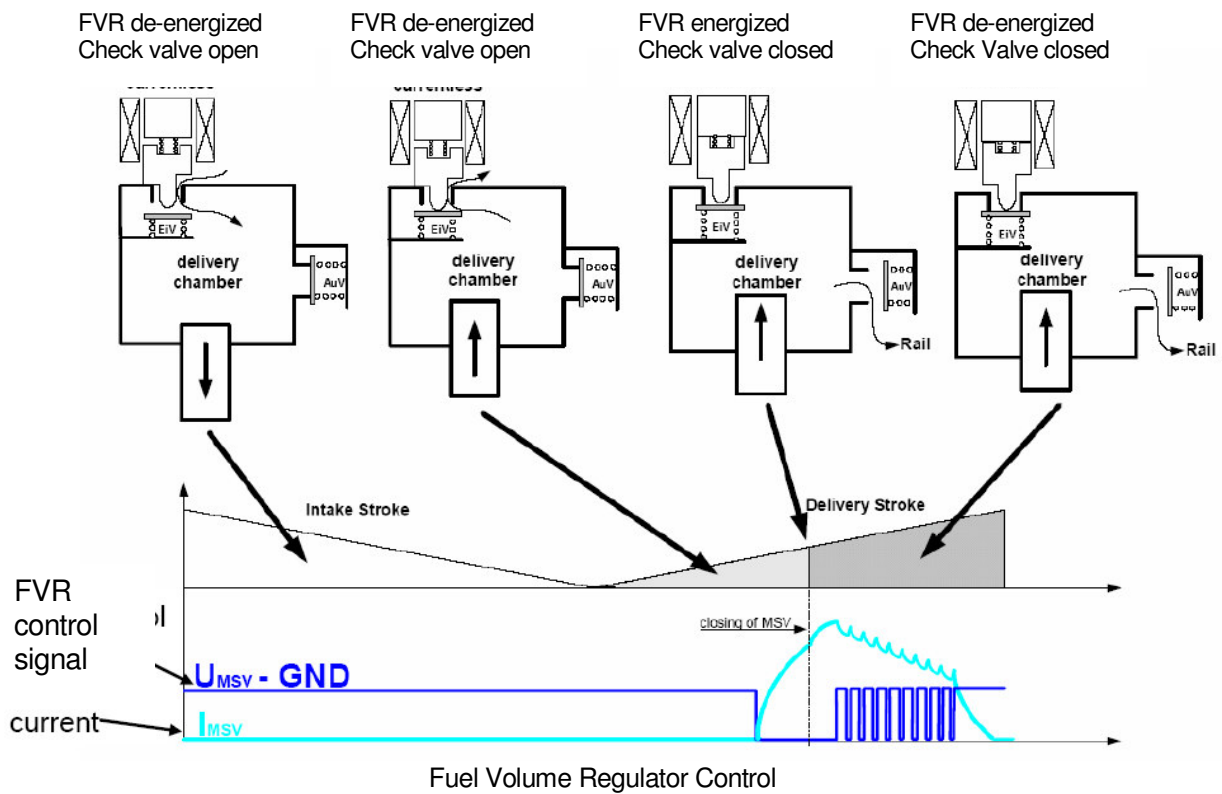 FVR de-energized
Check valve open
FVR de-energized
Check valve open
FVR energized
Check valve closed
FVR de-energized
Check Valve closed
currentless
currentless
EiV
delivery
chamber
AuV
EiV
delivery
chamber
AuV
EiV
delivery
chamber
AuV
Rail
EiV
delivery
chamber
AuV
Rail
Intake Stroke
Delivery Stroke
FVR
control
signal
closing of MSV
UMSV - GND
current
IMSV
Fuel Volume Regulator Control